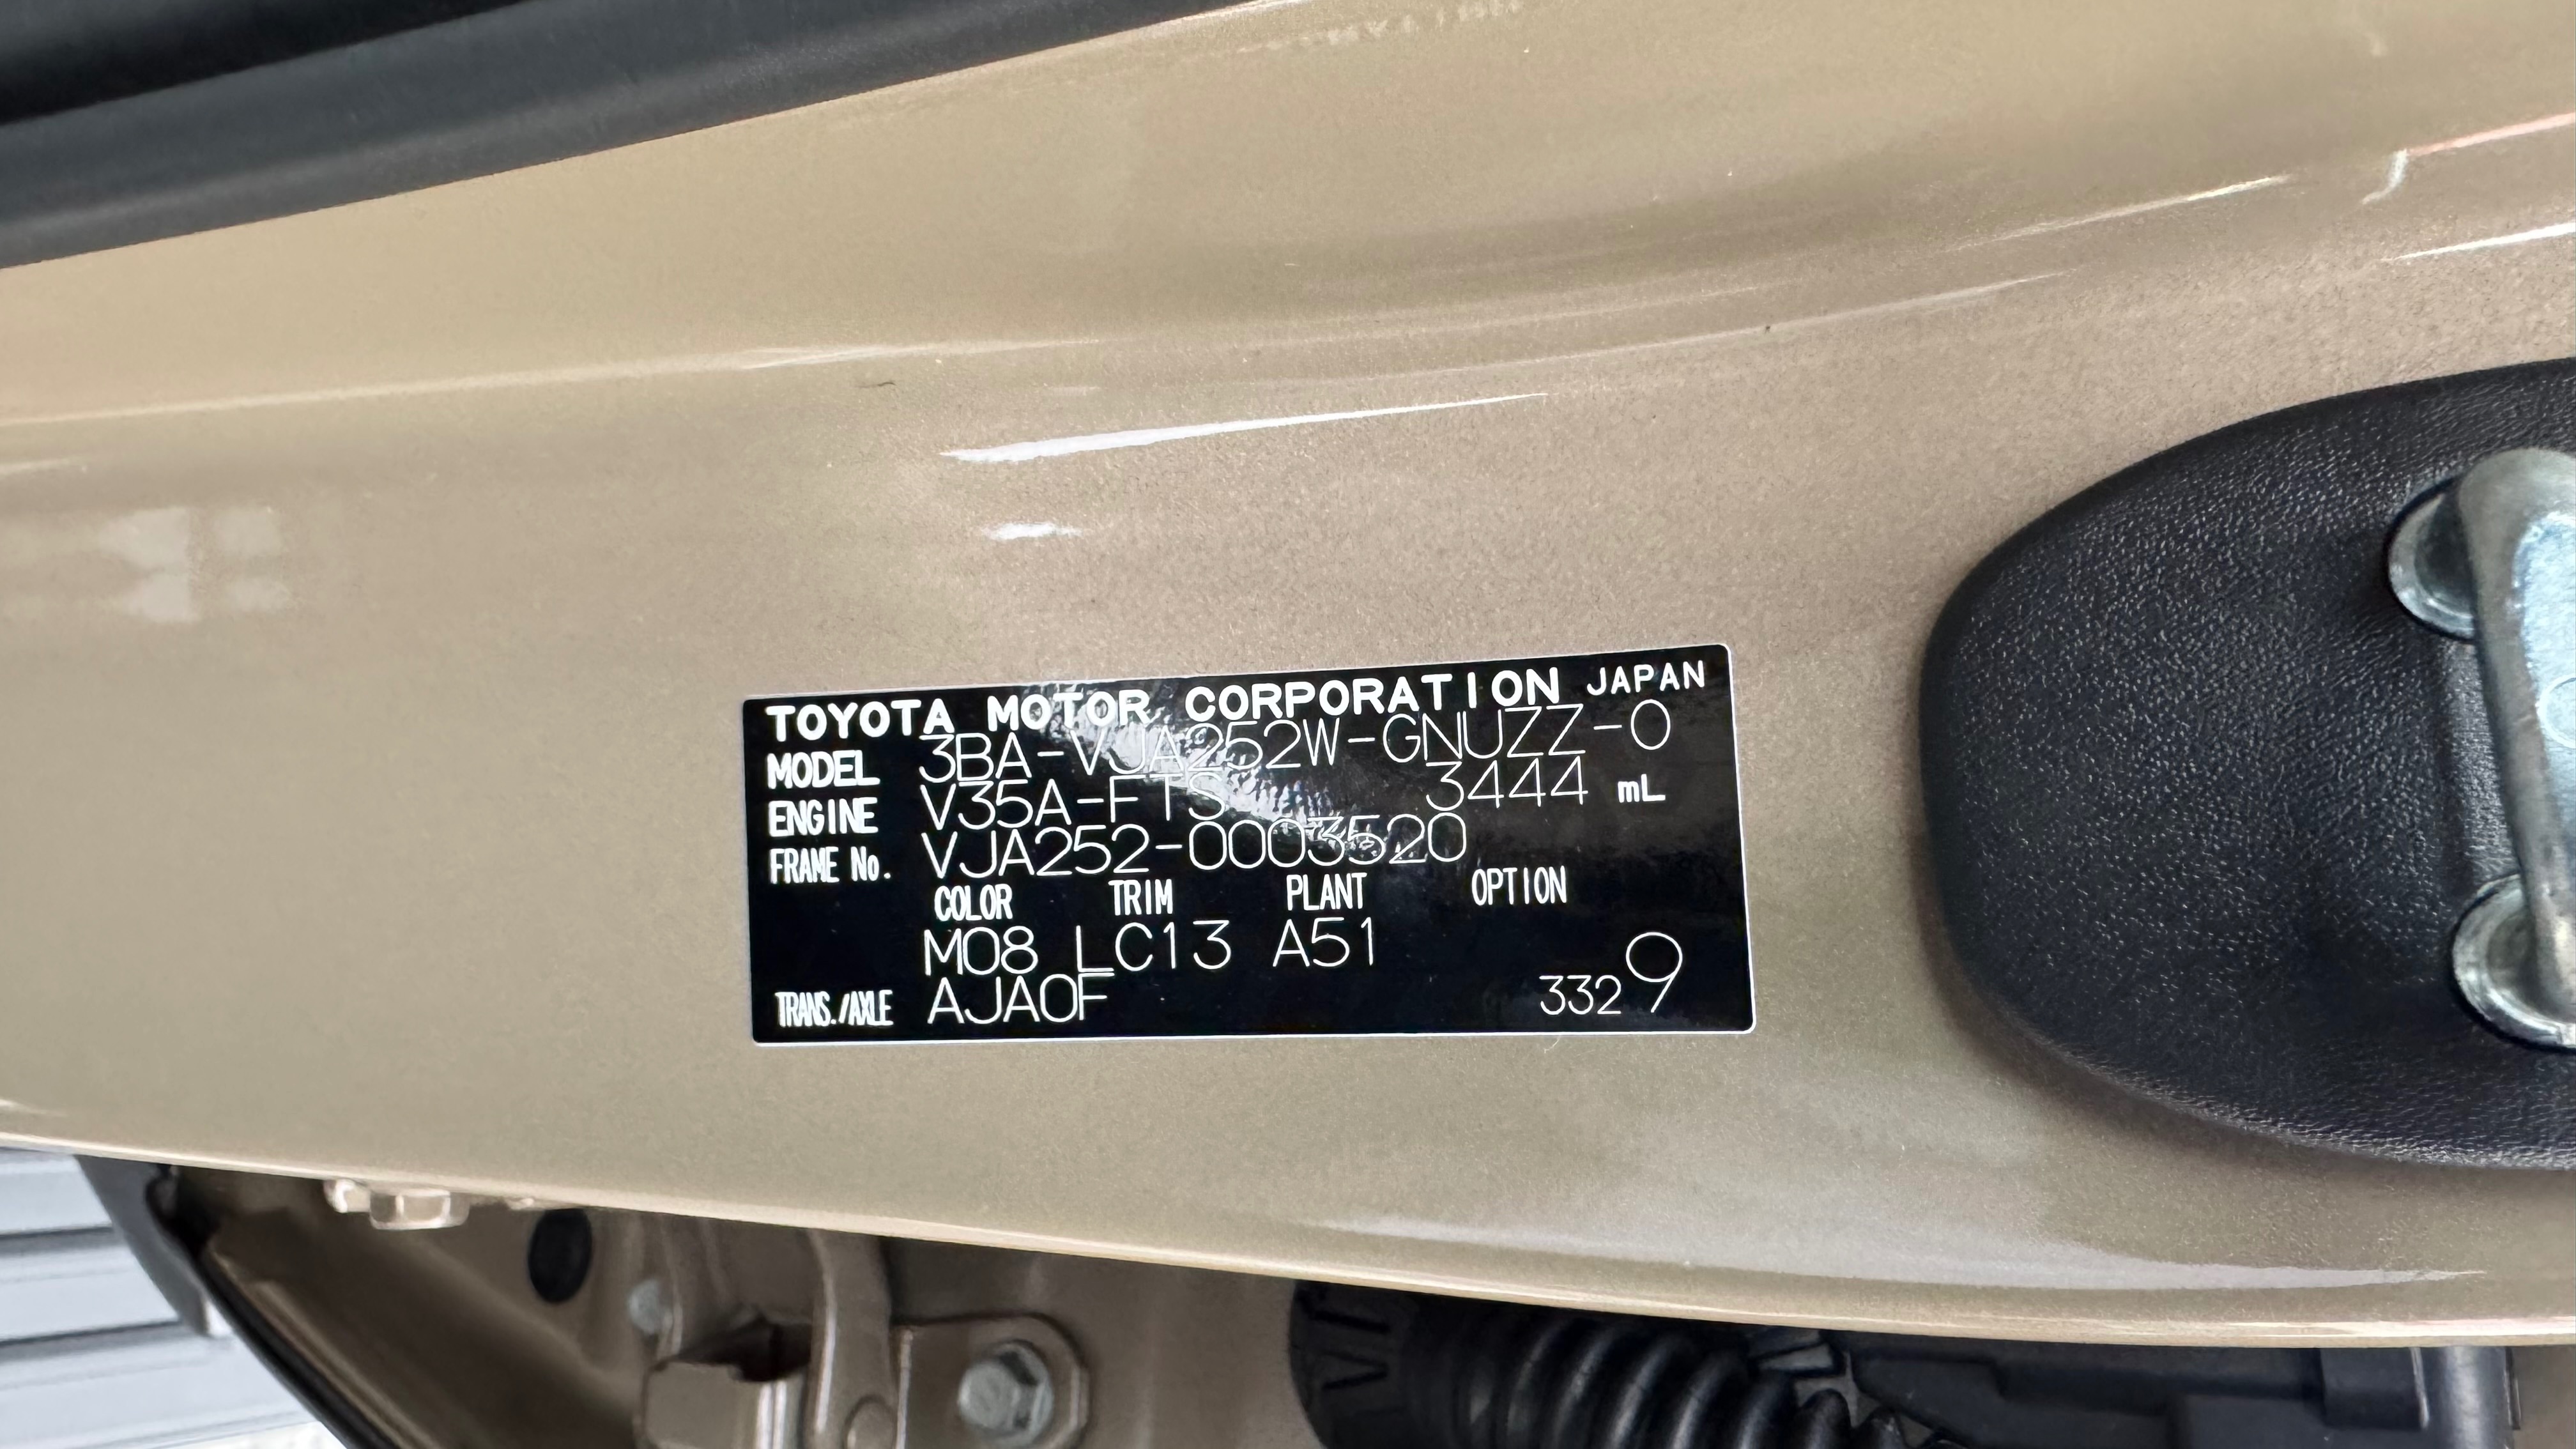 TOYOTA MOTOR CORPORATION JAPAN
MODEL 3BA-VJA252W-GNUZZ-0
ENGINE V35A-FTS 3444 mL
FRAME No. VJA252-0003520
COLOR TRIM PLANT OPTION
M08 LC13 A51
TRANS./AXLE AJA0F 3329